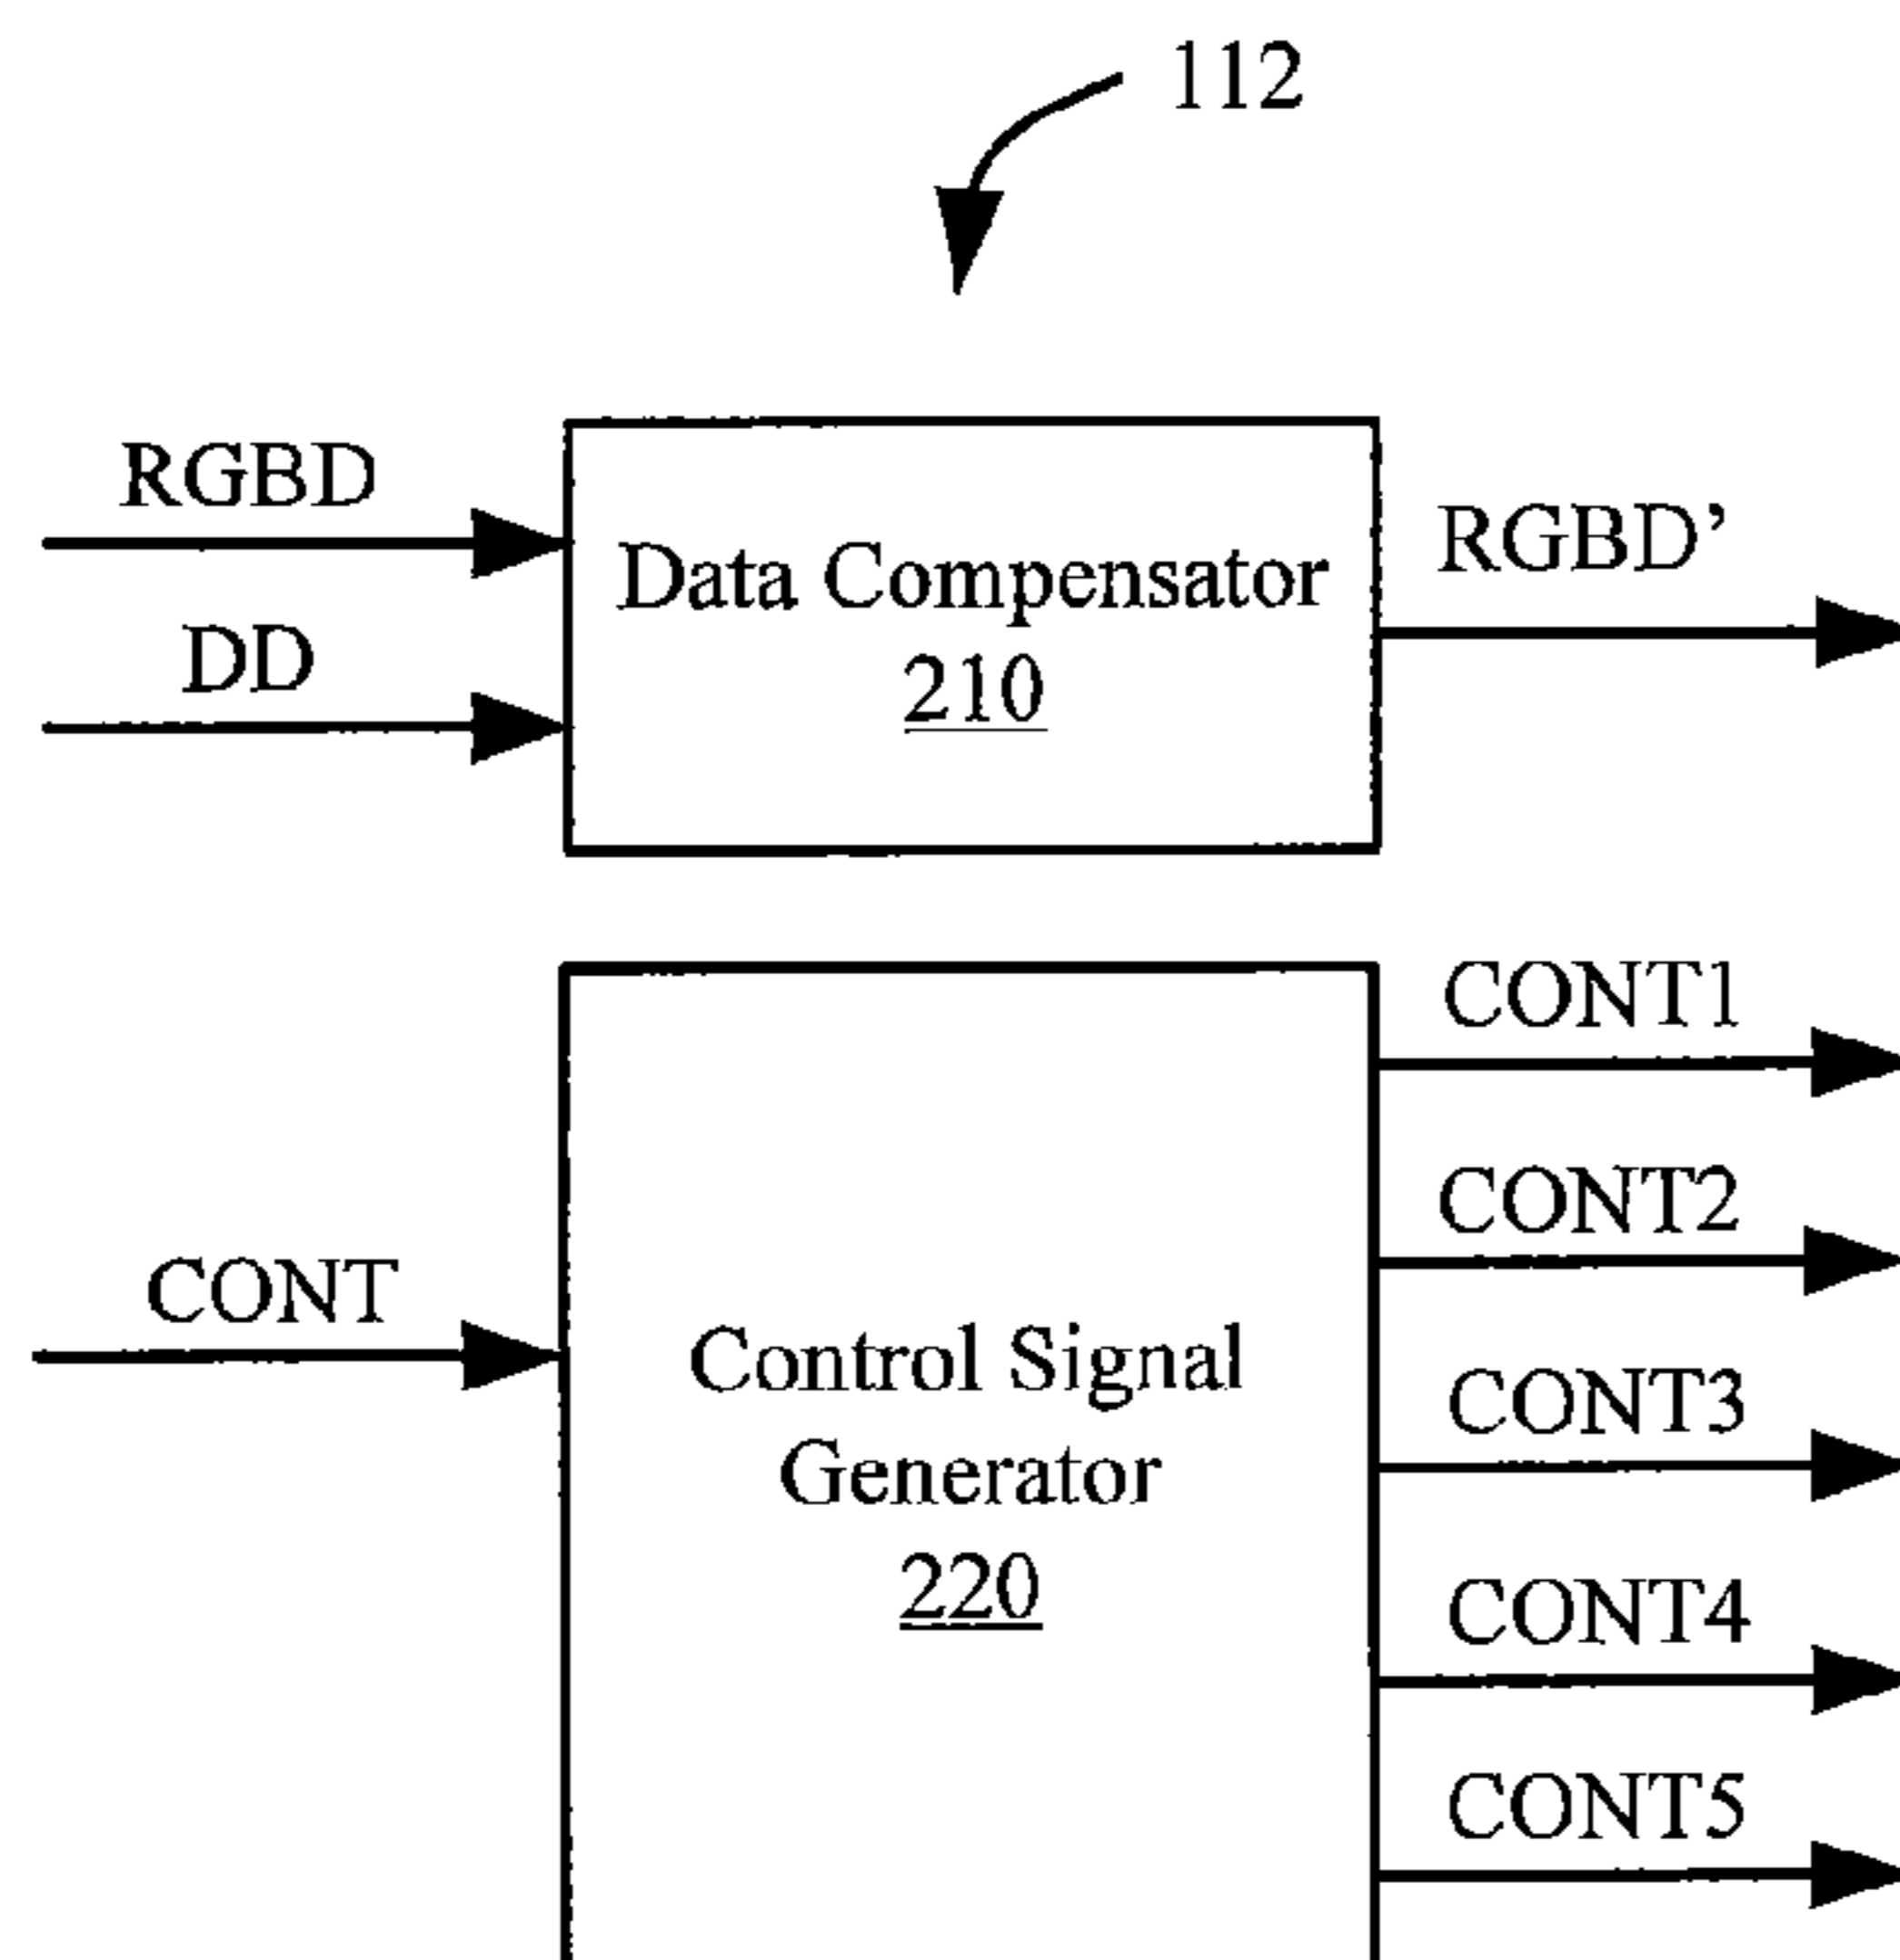 112
RGBD
DD
Data Compensator
210
RGBD’
CONT
Control Signal
Generator
220
CONT1
CONT2
CONT3
CONT4
CONT5